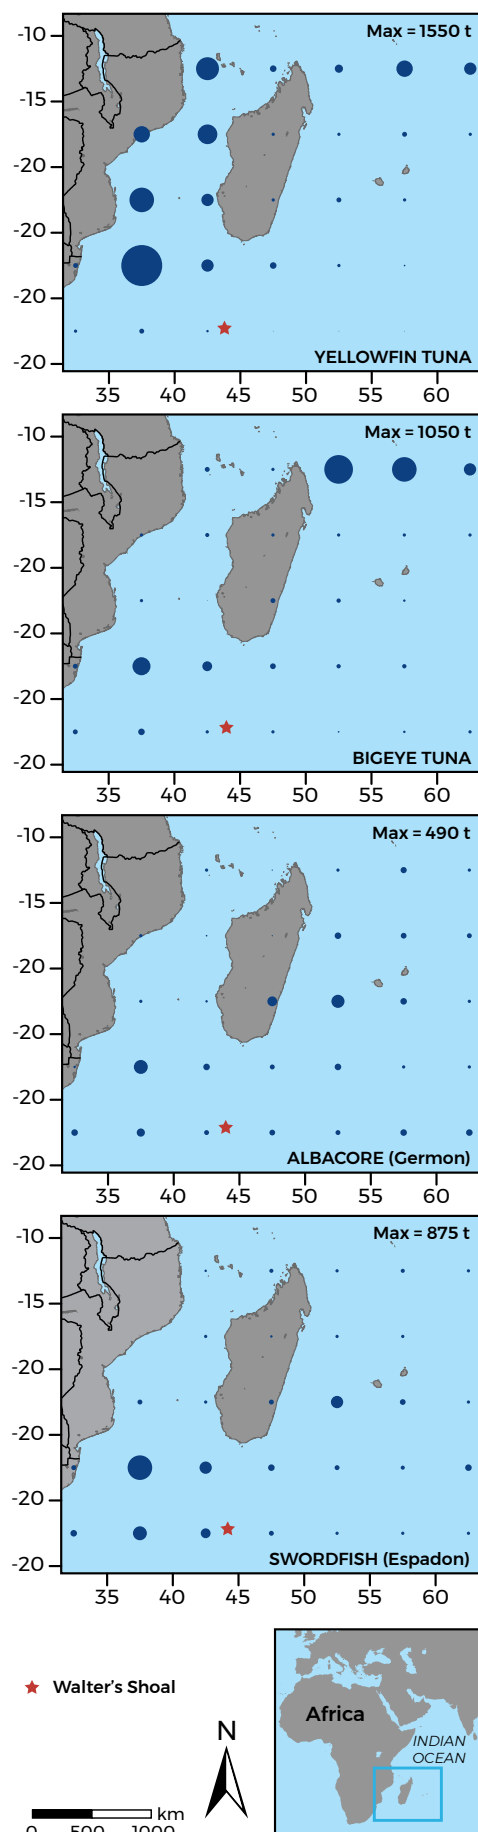 Max = 1550 t
-10
-15
-20
-20
-20
-20
YELLOWFIN TUNA
35 40 45 50 55 60
Max = 1050 t
-10
-15
-20
-20
-20
-20
BIGEYE TUNA
35 40 45 50 55 60
Max = 490 t
-10
-15
-20
-20
-20
-20
ALBACORE (Germon)
35 40 45 50 55 60
Max = 875 t
-10
-15
-20
-20
-20
-20
SWORDFISH (Espadon)
35 40 45 50 55 60
Walter's Shoal
N
km
0 500 1000
Africa
INDIAN
OCEAN